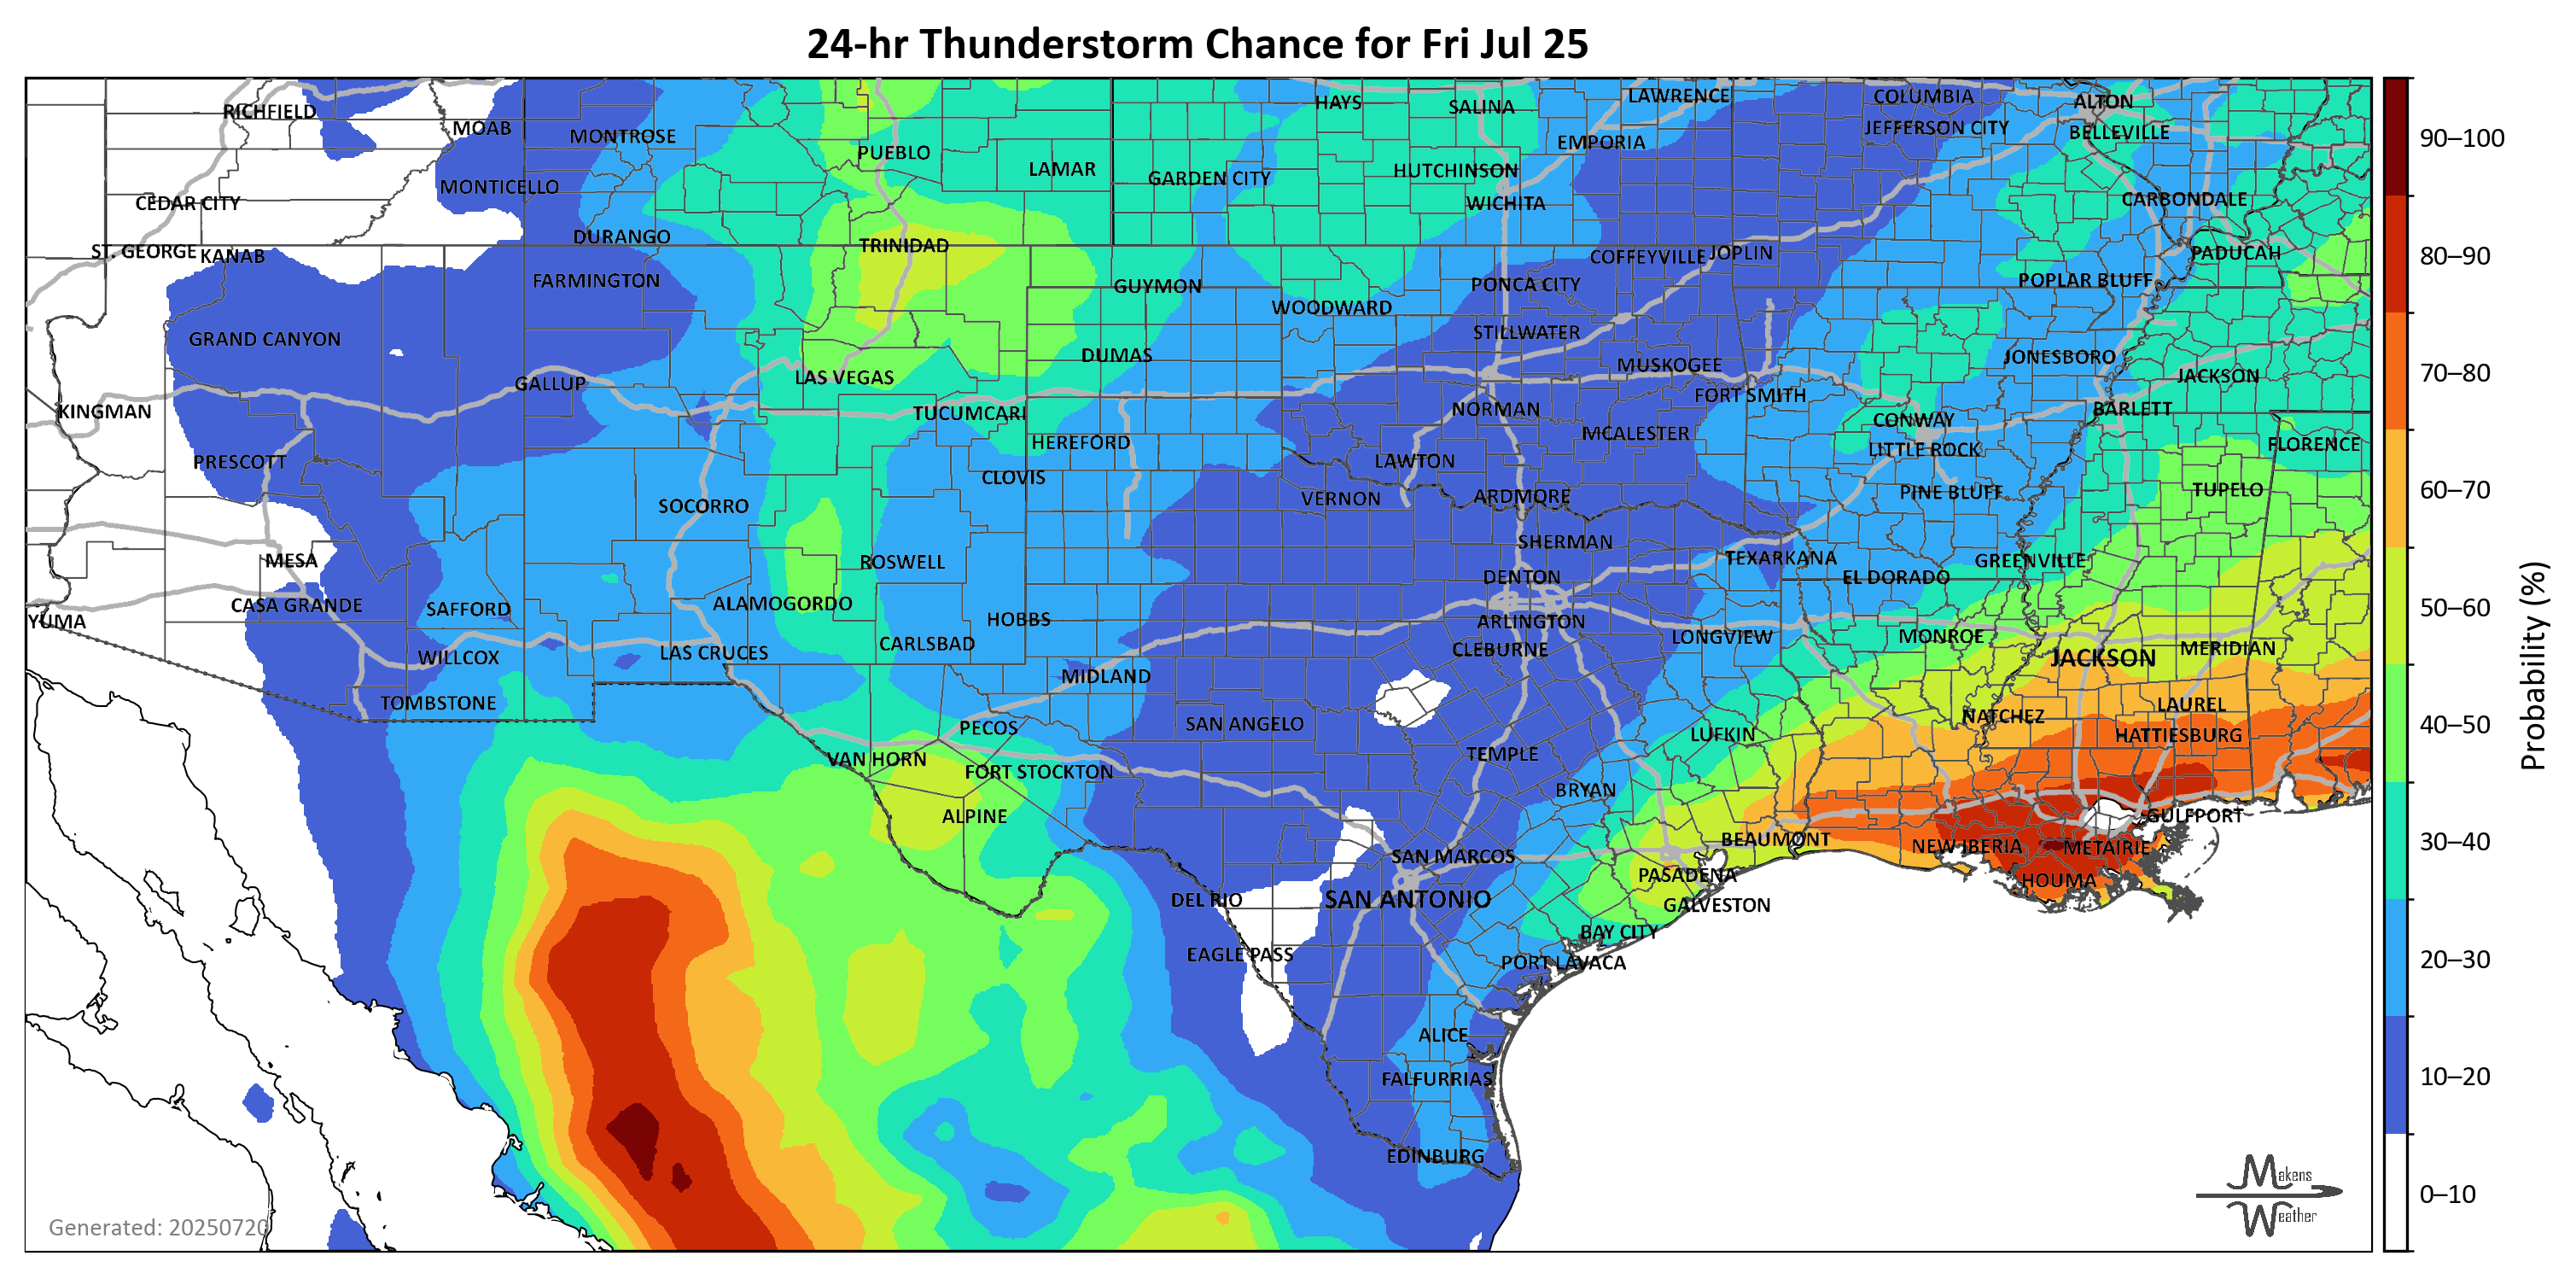 24-hr Thunderstorm Chance for Fri Jul 25
RICHFIELD
MOAB
MONTROSE
PUEBLO
LAMAR
HAYS
SALINA
LAWRENCE
COLUMBIA
ALTON
EMPORIA
JEFFERSON CITY
BELLEVILLE
90–100
CEDAR CITY
MONTICELLO
GARDEN CITY
HUTCHINSON
WICHITA
CARBONDALE
ST. GEORGE
KANAB
DURANGO
TRINIDAD
COFFEYVILLE
JOPLIN
PADUCAH
80–90
FARMINGTON
GUYMON
WOODWARD
PONCA CITY
POPLAR BLUFF
GRAND CANYON
DUMAS
STILLWATER
MUSKOGEE
JONESBORO
GALLUP
LAS VEGAS
FORT SMITH
JACKSON
70–80
KINGMAN
TUCUMCARI
NORMAN
CONWAY
BARLETT
PRESCOTT
HEREFORD
MCALESTER
LITTLE ROCK
FLORENCE
CLOVIS
LAWTON
SOCORRO
VERNON
ARDMORE
PINE BLUFF
TUPELO
60–70
MESA
ROSWELL
SHERMAN
TEXARKANA
GREENVILLE
CASA GRANDE
SAFFORD
ALAMOGORDO
DENTON
EL DORADO
YUMA
HOBBS
ARLINGTON
50–60
WILLCOX
LAS CRUCES
CARLSBAD
CLEBURNE
LONGVIEW
MONROE
JACKSON
MERIDIAN
TOMBSTONE
MIDLAND
PECOS
SAN ANGELO
LUFKIN
NATCHEZ
LAUREL
HATTIESBURG
40–50
Probability (%)
VAN HORN
FORT STOCKTON
TEMPLE
ALPINE
BRYAN
GULFPORT
SAN MARCOS
BEAUMONT
NEW IBERIA
METAIRIE
30–40
DEL RIO
SAN ANTONIO
PASADENA
HOUMA
GALVESTON
EAGLE PASS
BAY CITY
PORT LAVACA
20–30
ALICE
FALFURRIAS
10–20
EDINBURG
Makens
Weather
0–10
Generated: 20250720